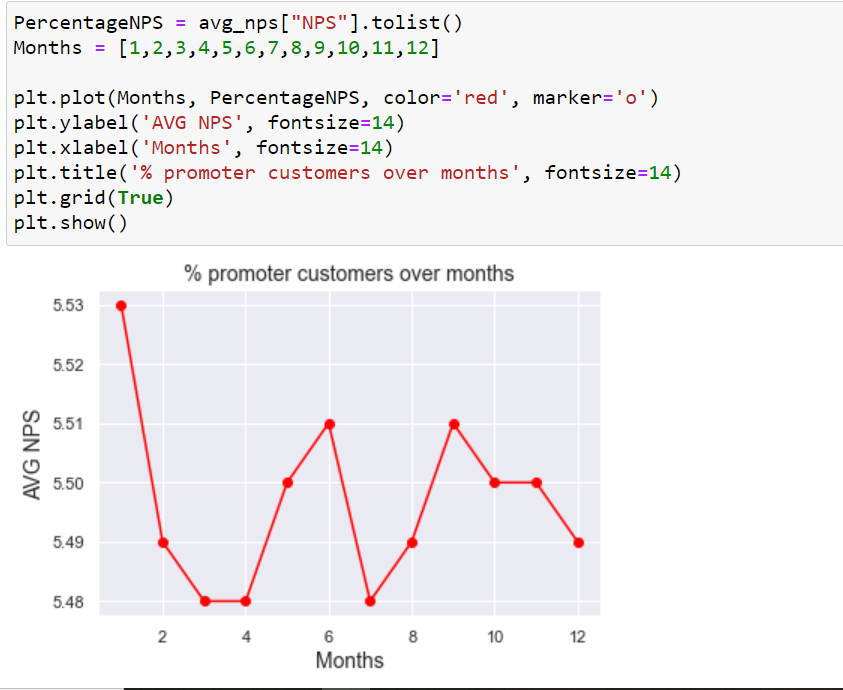 PercentageNPS = avg_nps["NPS"].tolist()
Months = [1,2,3,4,5,6,7,8,9,10,11,12]
plt.plot(Months, PercentageNPS, color='red', marker='o')
plt.ylabel('AVG NPS', fontsize=14)
plt.xlabel('Months', fontsize=14)
plt.title('% promoter customers over months', fontsize=14)
plt.grid(True)
plt.show()
% promoter customers over months
AVG NPS
5.53
5.52
5.51
5.50
5.49
5.48
2 4 6 8 10 12
Months